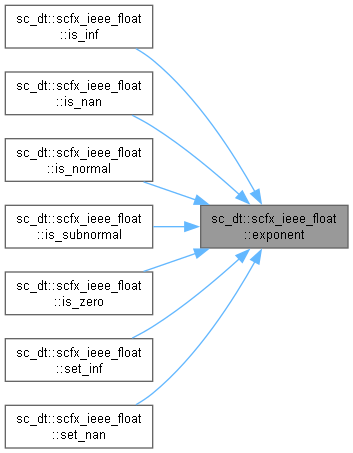 sc_dt::scfx_ieee_float
::is_inf
sc_dt::scfx_ieee_float
::is_nan
sc_dt::scfx_ieee_float
::is_normal
sc_dt::scfx_ieee_float
::is_subnormal
sc_dt::scfx_ieee_float
::exponent
sc_dt::scfx_ieee_float
::is_zero
sc_dt::scfx_ieee_float
::set_inf
sc_dt::scfx_ieee_float
::set_nan